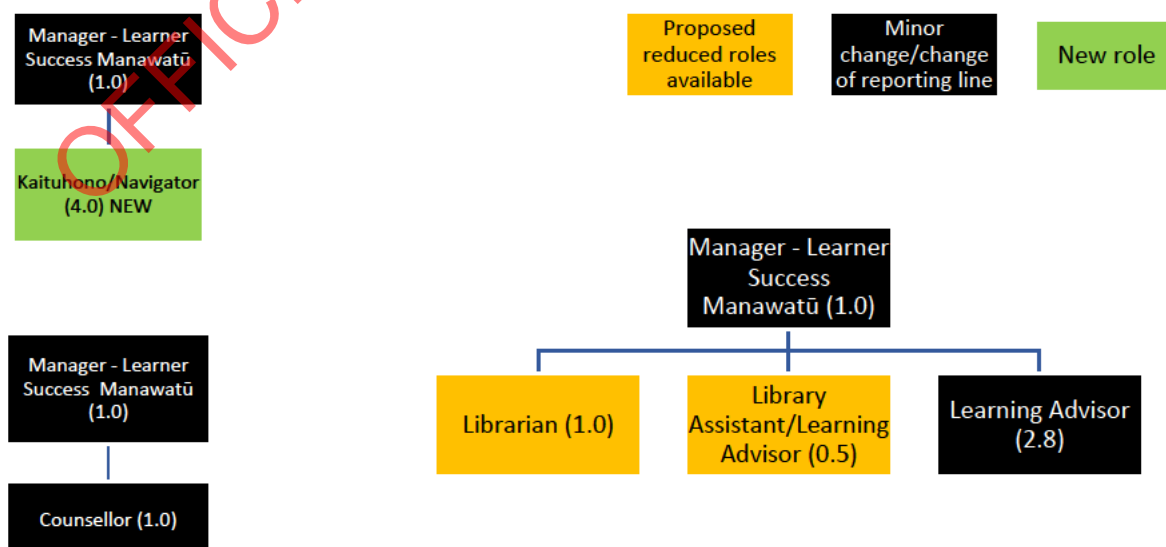 Manager - Learner
Success Manawatū
(1.0)
Kaituhono/Navigator
(4.0) NEW
Manager - Learner
Success Manawatū
(1.0)
Counsellor (1.0)
Proposed
reduced roles
available
Minor
change/change
of reporting line
New role
Manager - Learner
Success
Manawatū (1.0)
Librarian (1.0)
Library
Assistant/Learning
Advisor (0.5)
Learning Advisor
(2.8)